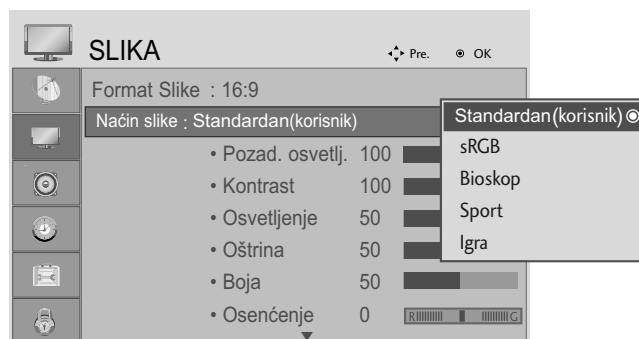 SLIKA
Pre. OK
Format Slike : 16:9
Naćin slike : Standardan(korisnik)
• Pozad. osvetlj. 100
• Kontrast 100
• Osvetljenje 50
• Oštrina 50
• Boja 50
• Osenćenje 0 R G
Standardan(korisnik)
sRGB
Bioskop
Sport
Igra